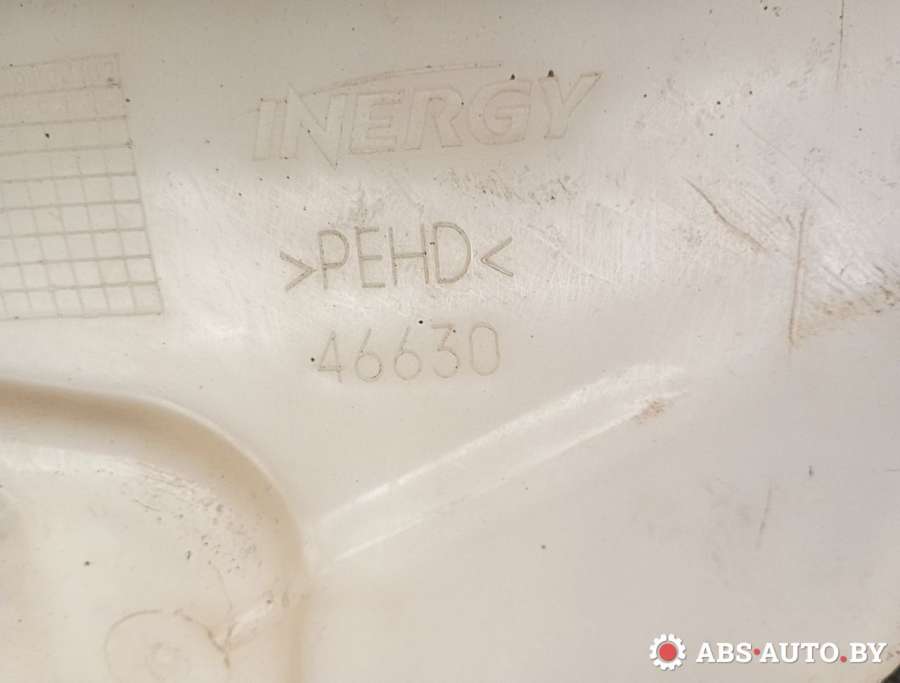 INERGY
>PEHD<
46630
ABS-AUTO.BY